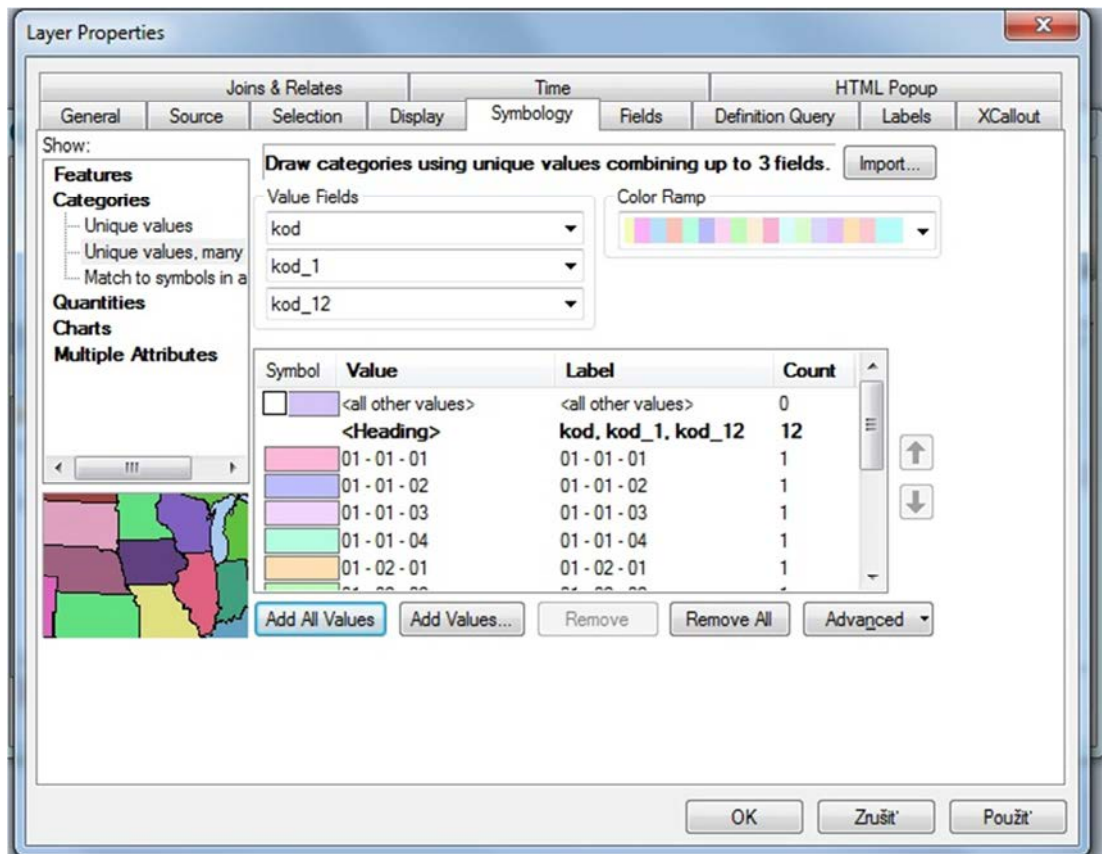 Layer Properties
x
Joins & Relates Time HTML Popup
General Source Selection Display Symbology Fields Definition Query Labels XCallout
Show:
Features
Categories
Unique values
Unique values, many
Match to symbols in a
Quantities
Charts
Multiple Attributes
Draw categories using unique values combining up to 3 fields.
Import...
Value Fields
kod
kod_1
kod_12
Color Ramp
Symbol Value Label Count
<all other values> <all other values> 0
<Heading> kod, kod_1, kod_12 12
01 - 01 - 01 01 - 01 - 01 1
01 - 01 - 02 01 - 01 - 02 1
01 - 01 - 03 01 - 01 - 03 1
01 - 01 - 04 01 - 01 - 04 1
01 - 02 - 01 01 - 02 - 01 1
Add All Values Add Values... Remove Remove All Advanced
OK Zrušiť Použiť